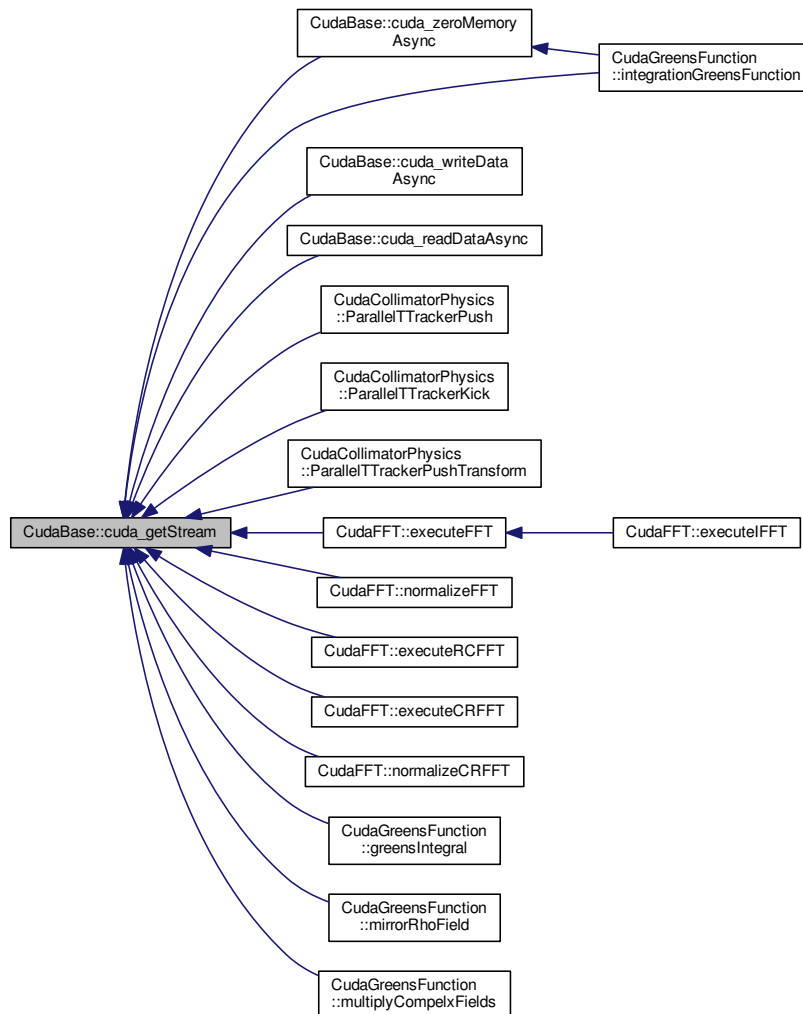 CudaBase::cuda_zeroMemory
Async
CudaGreensFunction
::integrationGreensFunction
CudaBase::cuda_writeData
Async
CudaBase::cuda_readDataAsync
CudaCollimatorPhysics
::ParallelTTrackerPush
CudaCollimatorPhysics
::ParallelTTrackerKick
CudaCollimatorPhysics
::ParallelTTrackerPushTransform
CudaBase::cuda_getStream
CudaFFT::executeFFT
CudaFFT::executeIFFT
CudaFFT::normalizeFFT
CudaFFT::executeRCFFT
CudaFFT::executeCRFFT
CudaFFT::normalizeCRFFT
CudaGreensFunction
::greensIntegral
CudaGreensFunction
::mirrorRhoField
CudaGreensFunction
::multiplyCompelxFields